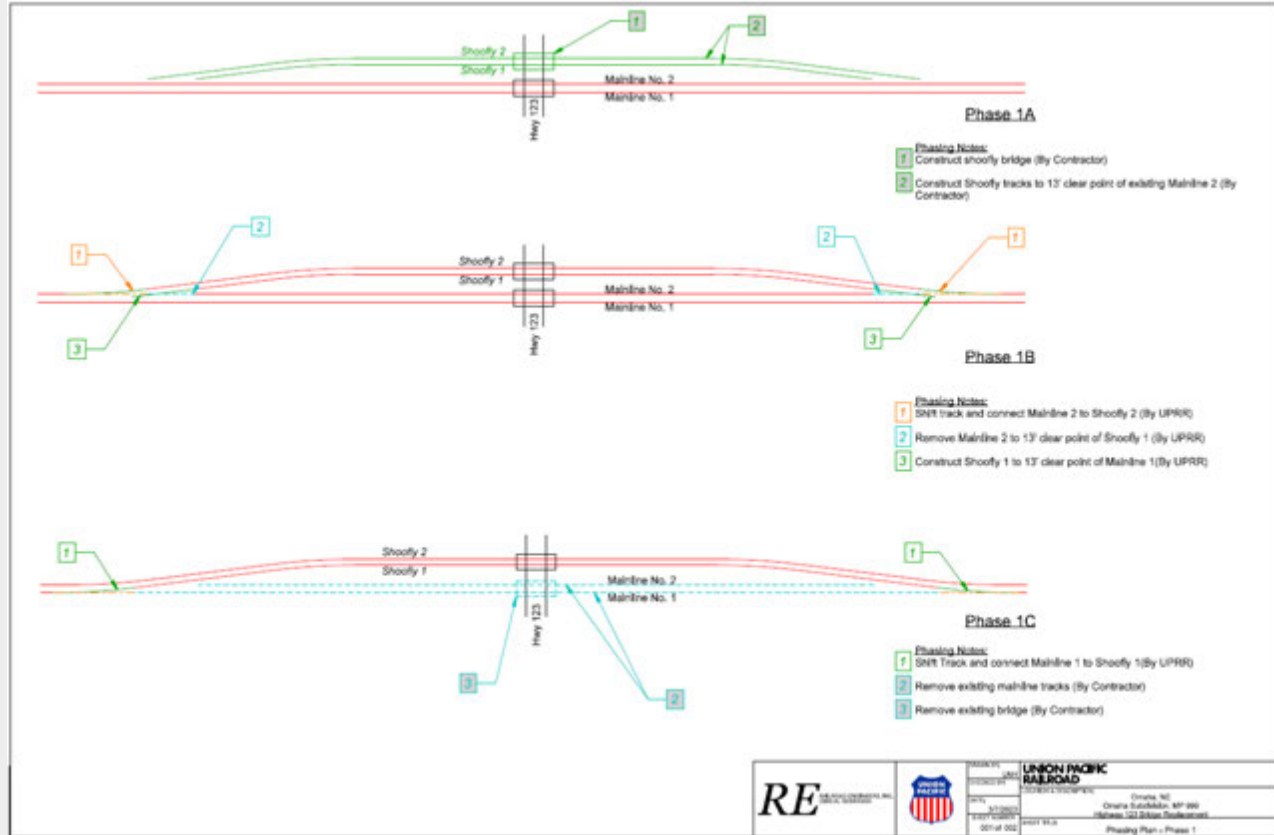 1
2
Shoofly 2
Shoofly 1
Mainline No. 2
Mainline No. 1
Hwy 123
Phase 1A
Phasing Notes:
1 Construct shoofly bridge (By Contractor)
2 Construct Shoofly tracks to 13' clear point of existing Mainline 2 (By
Contractor)
1
2
2
1
Shoofly 2
Shoofly 1
Mainline No. 2
Mainline No. 1
3
3
Hwy 123
Phase 1B
Phasing Notes:
1 Shift track and connect Mainline 2 to Shoofly 2 (By UPRR)
2 Remove Mainline 2 to 13' clear point of Shoofly 1 (By UPRR)
3 Construct Shoofly 1 to 13' clear point of Mainline 1(By UPRR)
1
1
Shoofly 2
Shoofly 1
Mainline No. 2
Mainline No. 1
Hwy 123
3
2
Phase 1C
Phasing Notes:
1 Shift Track and connect Mainline 1 to Shoofly 1(By UPRR)
2 Remove existing mainline tracks (By Contractor)
3 Remove existing bridge (By Contractor)
RE
UNION
PACIFIC
UNION PACIFIC
RAILROAD
Omaha, NE
Omaha Subdivision, MP 999
Highway 123 Bridge Replacement
001 of 002
SHEET TITLE
Phasing Plan - Phase 1